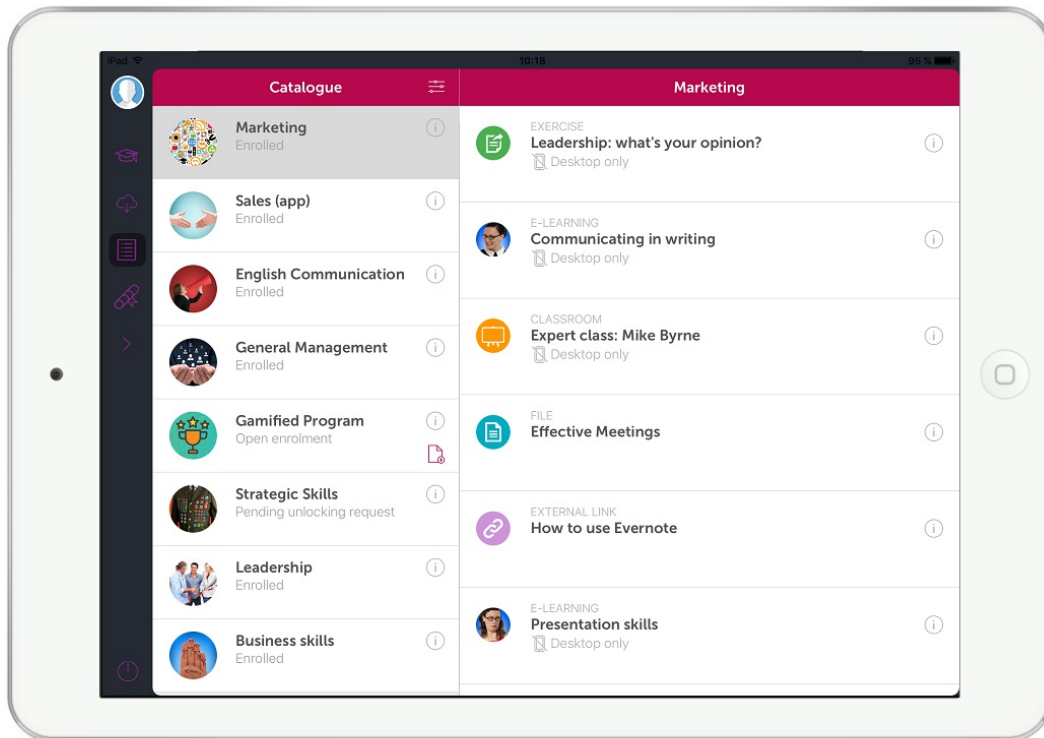 iPad
10:18
95 %
Catalogue
Marketing
Enrolled
Sales (app)
Enrolled
English Communication
Enrolled
General Management
Enrolled
Gamified Program
Open enrolment
Strategic Skills
Pending unlocking request
Leadership
Enrolled
Business skills
Enrolled
Marketing
EXERCISE
Leadership: what's your opinion?
Desktop only
E-LEARNING
Communicating in writing
Desktop only
CLASSROOM
Expert class: Mike Byrne
Desktop only
FILE
Effective Meetings
EXTERNAL LINK
How to use Evernote
E-LEARNING
Presentation skills
Desktop only